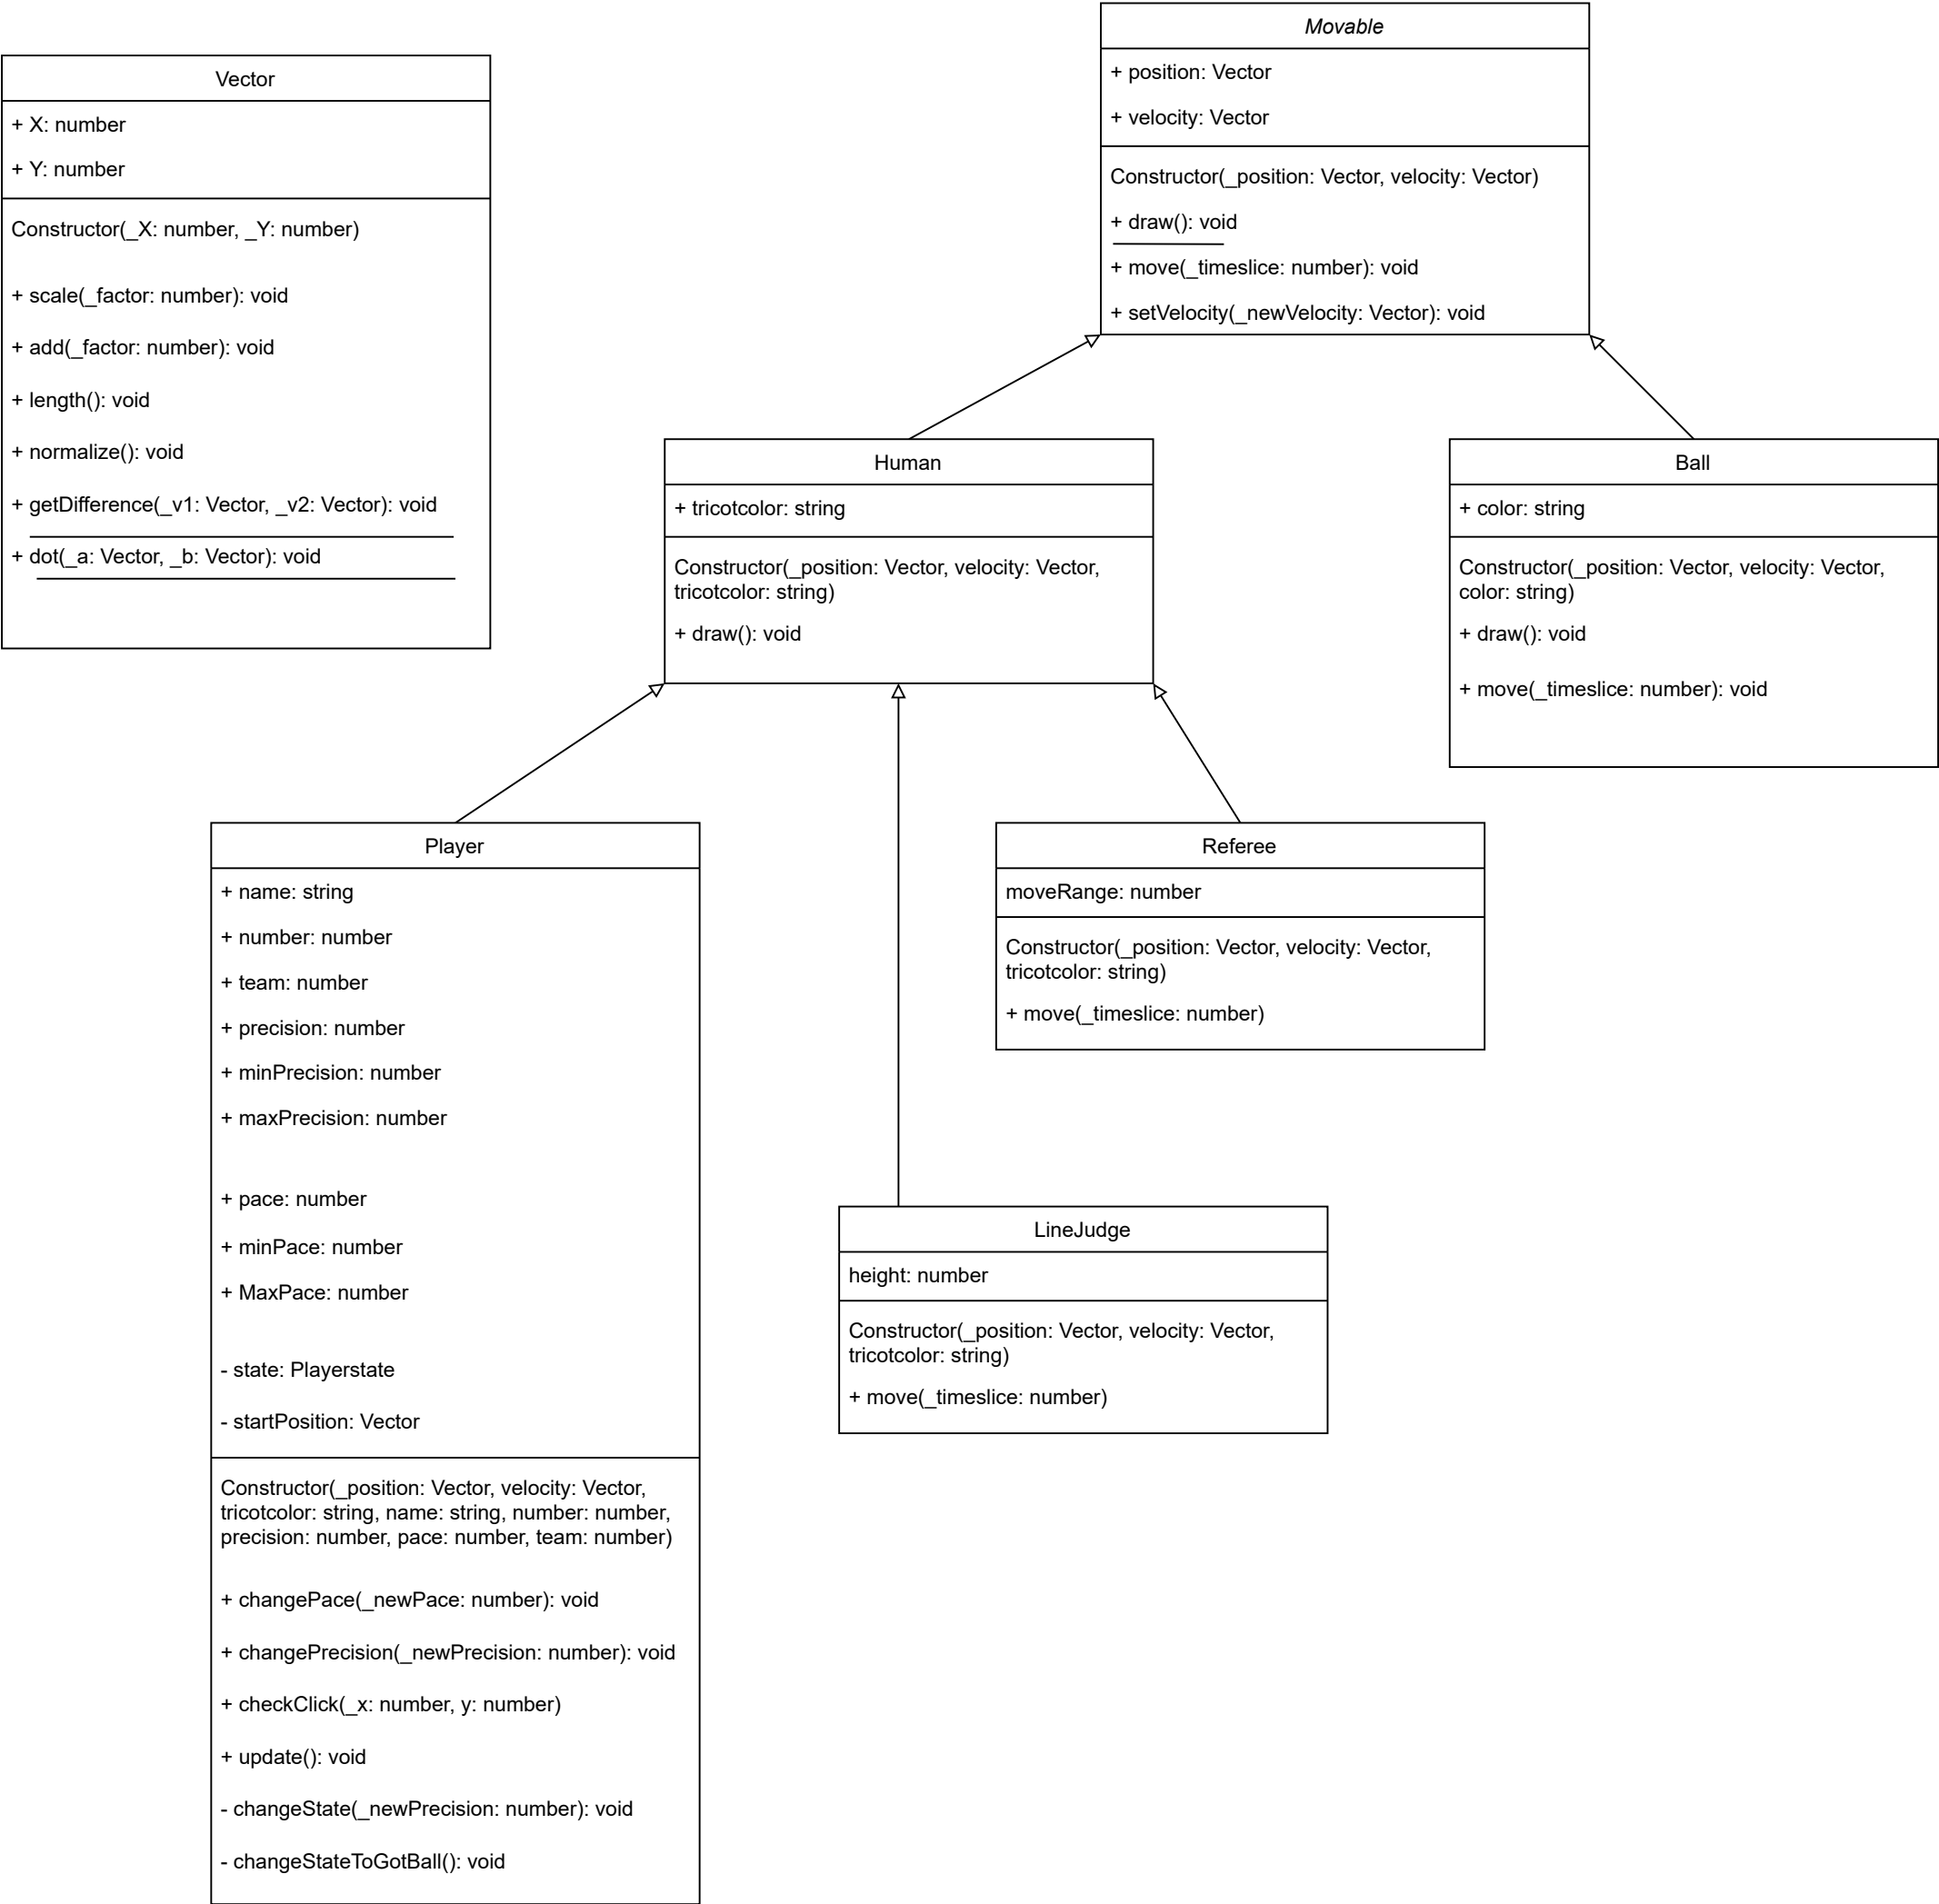 Movable
+ position: Vector
+ velocity: Vector
Constructor(_position: Vector, velocity: Vector)
+ draw(): void
+ move(_timeslice: number): void
+ setVelocity(_newVelocity: Vector): void
Vector
+ X: number
+ Y: number
Constructor(_X: number, _Y: number)
+ scale(_factor: number): void
+ add(_factor: number): void
+ length(): void
+ normalize(): void
+ getDifference(_v1: Vector, _v2: Vector): void
+ dot(_a: Vector, _b: Vector): void
Human
+ tricotcolor: string
Constructor(_position: Vector, velocity: Vector,
tricotcolor: string)
+ draw(): void
Ball
+ color: string
Constructor(_position: Vector, velocity: Vector,
color: string)
+ draw(): void
+ move(_timeslice: number): void
Player
+ name: string
+ number: number
+ team: number
+ precision: number
+ minPrecision: number
+ maxPrecision: number
+ pace: number
+ minPace: number
+ MaxPace: number
- state: Playerstate
- startPosition: Vector
Constructor(_position: Vector, velocity: Vector,
tricotcolor: string, name: string, number: number,
precision: number, pace: number, team: number)
+ changePace(_newPace: number): void
+ changePrecision(_newPrecision: number): void
+ checkClick(_x: number, y: number)
+ update(): void
- changeState(_newPrecision: number): void
- changeStateToGotBall(): void
Referee
moveRange: number
Constructor(_position: Vector, velocity: Vector,
tricotcolor: string)
+ move(_timeslice: number)
LineJudge
height: number
Constructor(_position: Vector, velocity: Vector,
tricotcolor: string)
+ move(_timeslice: number)